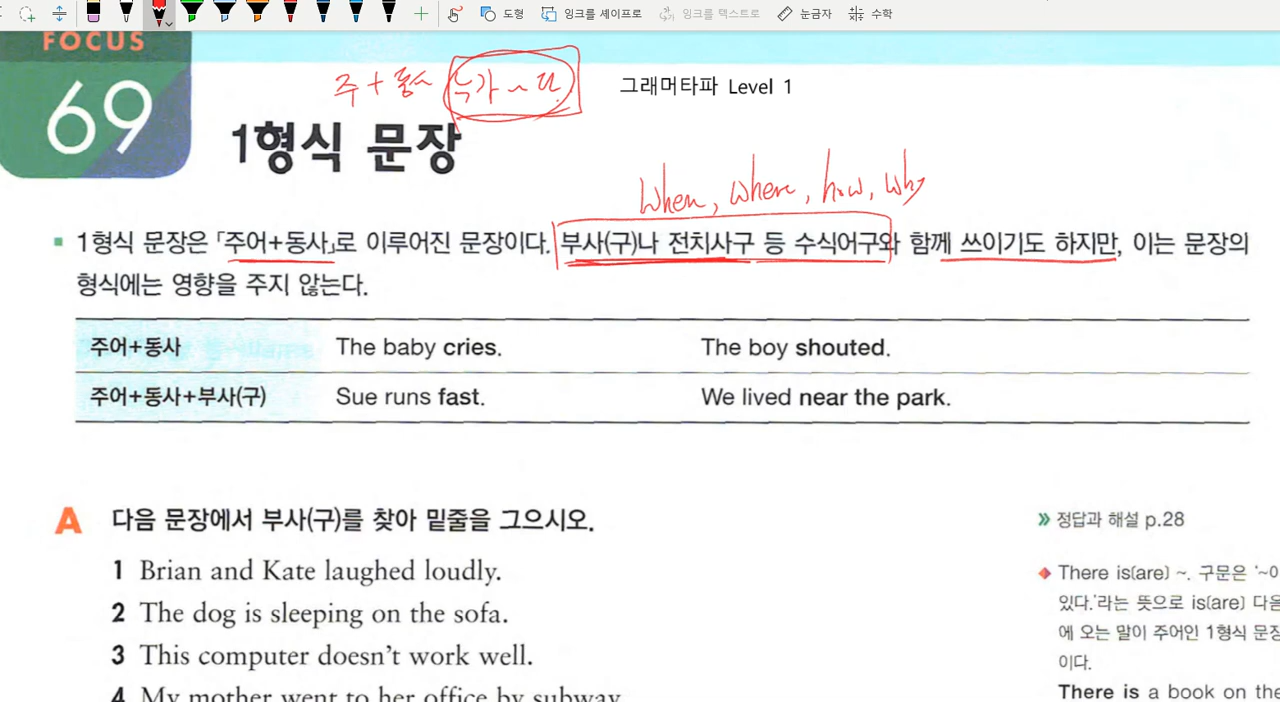 도형 잉크를 셰이프로 잉크를 텍스트로 눈금자 수학
FOCUS
69
주 + 동사 누가 ~ 다.
그래머타파 Level 1
1형식 문장
when, where, how, why
1형식 문장은 「주어+동사」로 이루어진 문장이다. 부사(구)나 전치사구 등 수식어구와 함께 쓰이기도 하지만, 이는 문장의
형식에는 영향을 주지 않는다.
주어+동사 The baby cries. The boy shouted.
주어+동사+부사(구) Sue runs fast. We lived near the park.
A 다음 문장에서 부사(구)를 찾아 밑줄을 그으시오.
1 Brian and Kate laughed loudly.
2 The dog is sleeping on the sofa.
3 This computer doesn't work well.
4 My mother went to her office by subway
» 정답과 해설 p.28
There is(are) ~. 구문은 '~이
있다.'라는 뜻으로 is(are) 다음
에 오는 말이 주어인 1형식 문장
이다.
There is a book on the